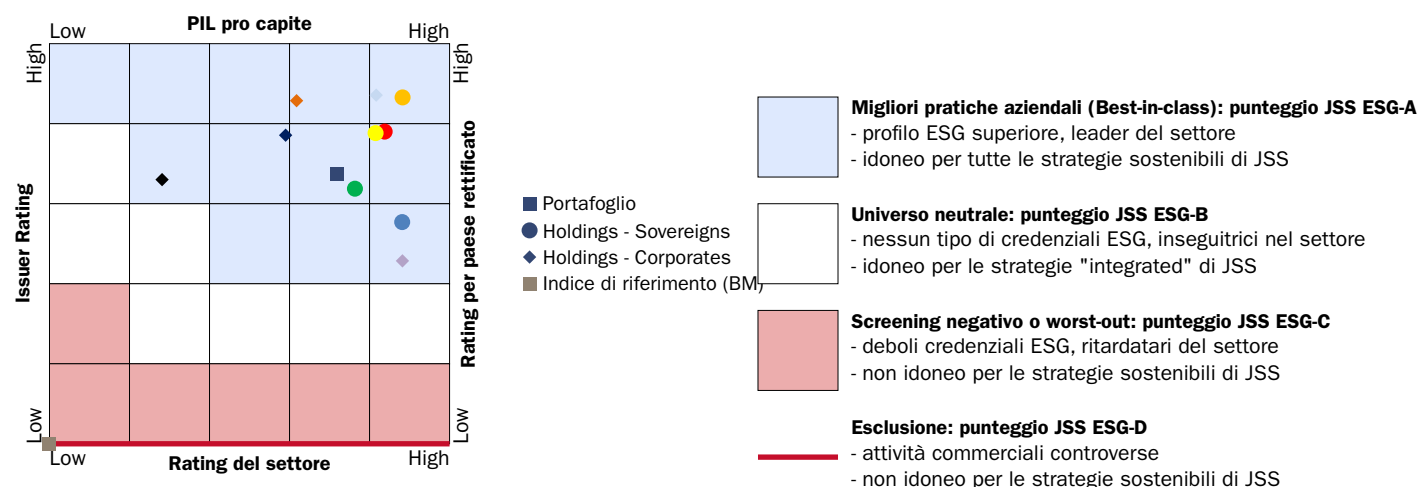 PIL pro capite
Low
High
High
High
Issuer Rating
Rating per paese rettificato
Low
Low
Low
High
Rating del settore
Portafoglio
Holdings - Sovereigns
Holdings - Corporates
Indice di riferimento (BM)
Migliori pratiche aziendali (Best-in-class): punteggio JSS ESG-A
- profilo ESG superiore, leader del settore
- idoneo per tutte le strategie sostenibili di JSS
Universo neutrale: punteggio JSS ESG-B
- nessun tipo di credenziali ESG, inseguitrici nel settore
- idoneo per le strategie "integrated" di JSS
Screening negativo o worst-out: punteggio JSS ESG-C
- deboli credenziali ESG, ritardatari del settore
- non idoneo per le strategie sostenibili di JSS
Esclusione: punteggio JSS ESG-D
- attività commerciali controverse
- non idoneo per le strategie sostenibili di JSS